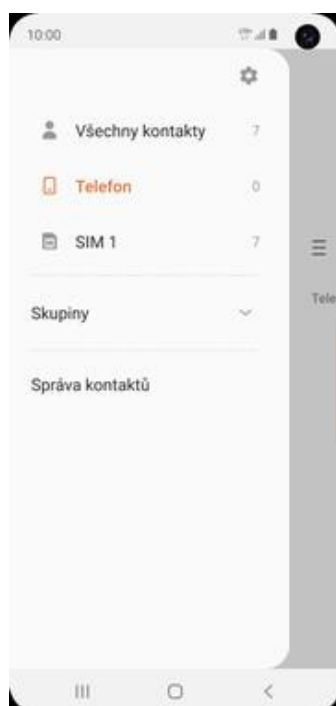 10:00
Všechny kontakty 7
Telefon 0
SIM 1 7
Tele
Skupiny
Správa kontaktů